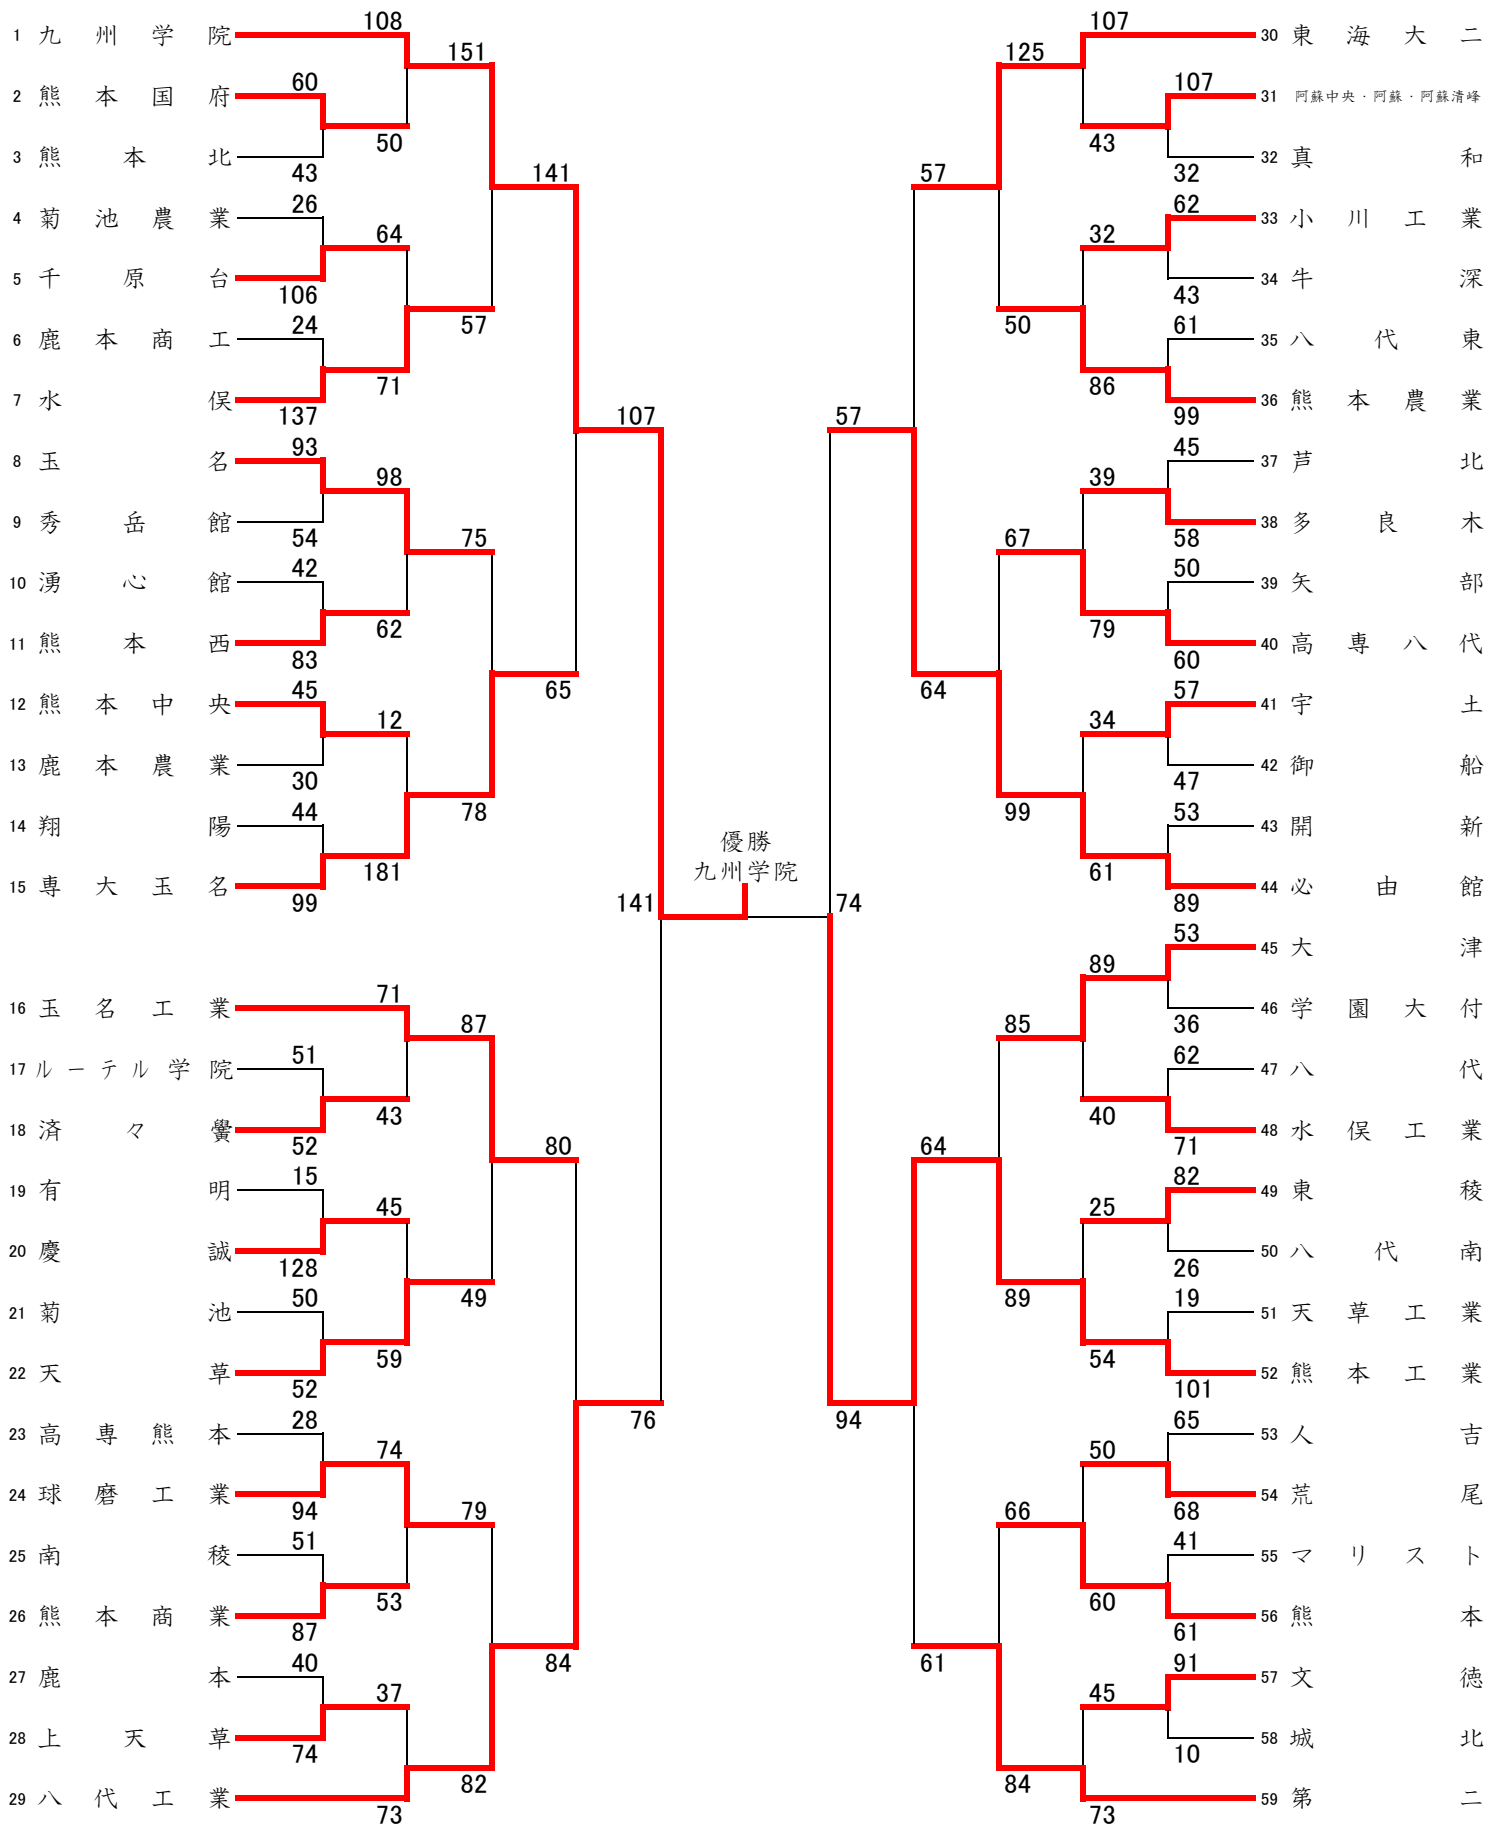 108
1 九州学院
151
60
2 熊本国府
50
3 熊本北
43
141
26
4 菊池農業
64
5 千原台
106
57
24
6 鹿本商工
71
7 水俣
137
107
93
8 玉名
98
9 秀岳館
54
75
42
10 湧心館
62
11 熊本西
83
65
45
12 熊本中央
12
13 鹿本農業
30
78
44
14 翔陽
181
15 専大玉名
99
141
優勝
九州学院
71
16 玉名工業
87
51
17 ルーテル学院
43
18 済々黌
52
80
15
19 有明
45
20 慶誠
128
49
50
21 菊池
59
22 天草
52
76
28
23 高専熊本
74
24 球磨工業
94
79
51
25 南稜
53
26 熊本商業
87
84
40
27 鹿本
37
28 上天草
74
82
29 八代工業
73
107
30 東海大二
125
107
31 阿蘇中央・阿蘇・阿蘇清峰
43
32 真和
32
57
62
33 小川工業
32
34 牛深
43
50
61
35 八代東
86
36 熊本農業
99
57
45
37 芦北
39
38 多良木
58
67
50
39 矢部
79
40 高専八代
60
64
57
41 宇土
34
42 御船
47
99
53
43 開新
61
44 必由館
89
74
53
45 大津
89
46 学園大付
36
85
62
47 八代
40
48 水俣工業
71
64
82
49 東稜
25
50 八代南
26
89
19
51 天草工業
54
52 熊本工業
101
94
65
53 人吉
50
54 荒尾
68
66
41
55 マリスト
60
56 熊本
61
61
91
57 文徳
45
58 城北
10
84
59 第二
73